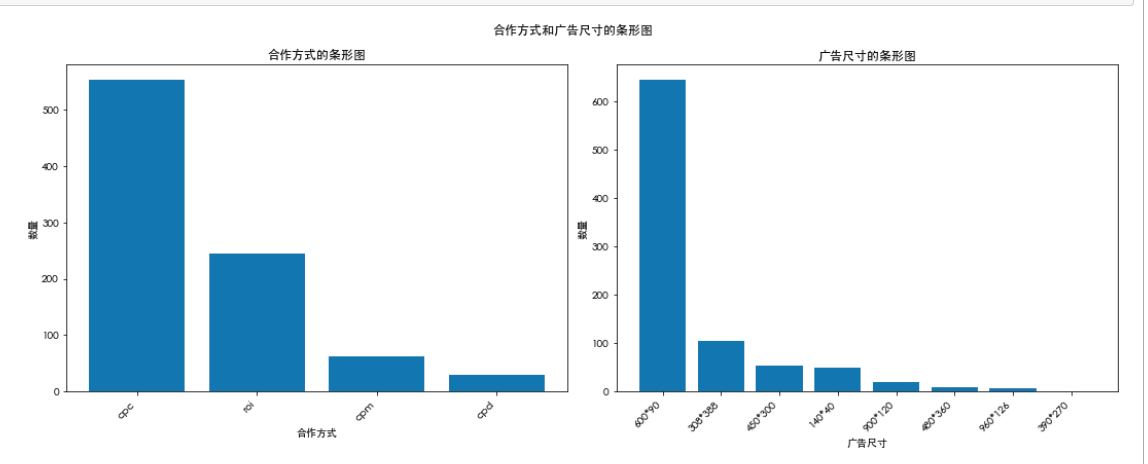 合作方式和广告尺寸的条形图
合作方式的条形图
数量
500
400
300
200
100
0
cpc
roi
cpm
cpd
合作方式
广告尺寸的条形图
数量
600
500
400
300
200
100
0
600*90
308*388
450*300
140*40
900*120
480*360
960*126
390*270
广告尺寸